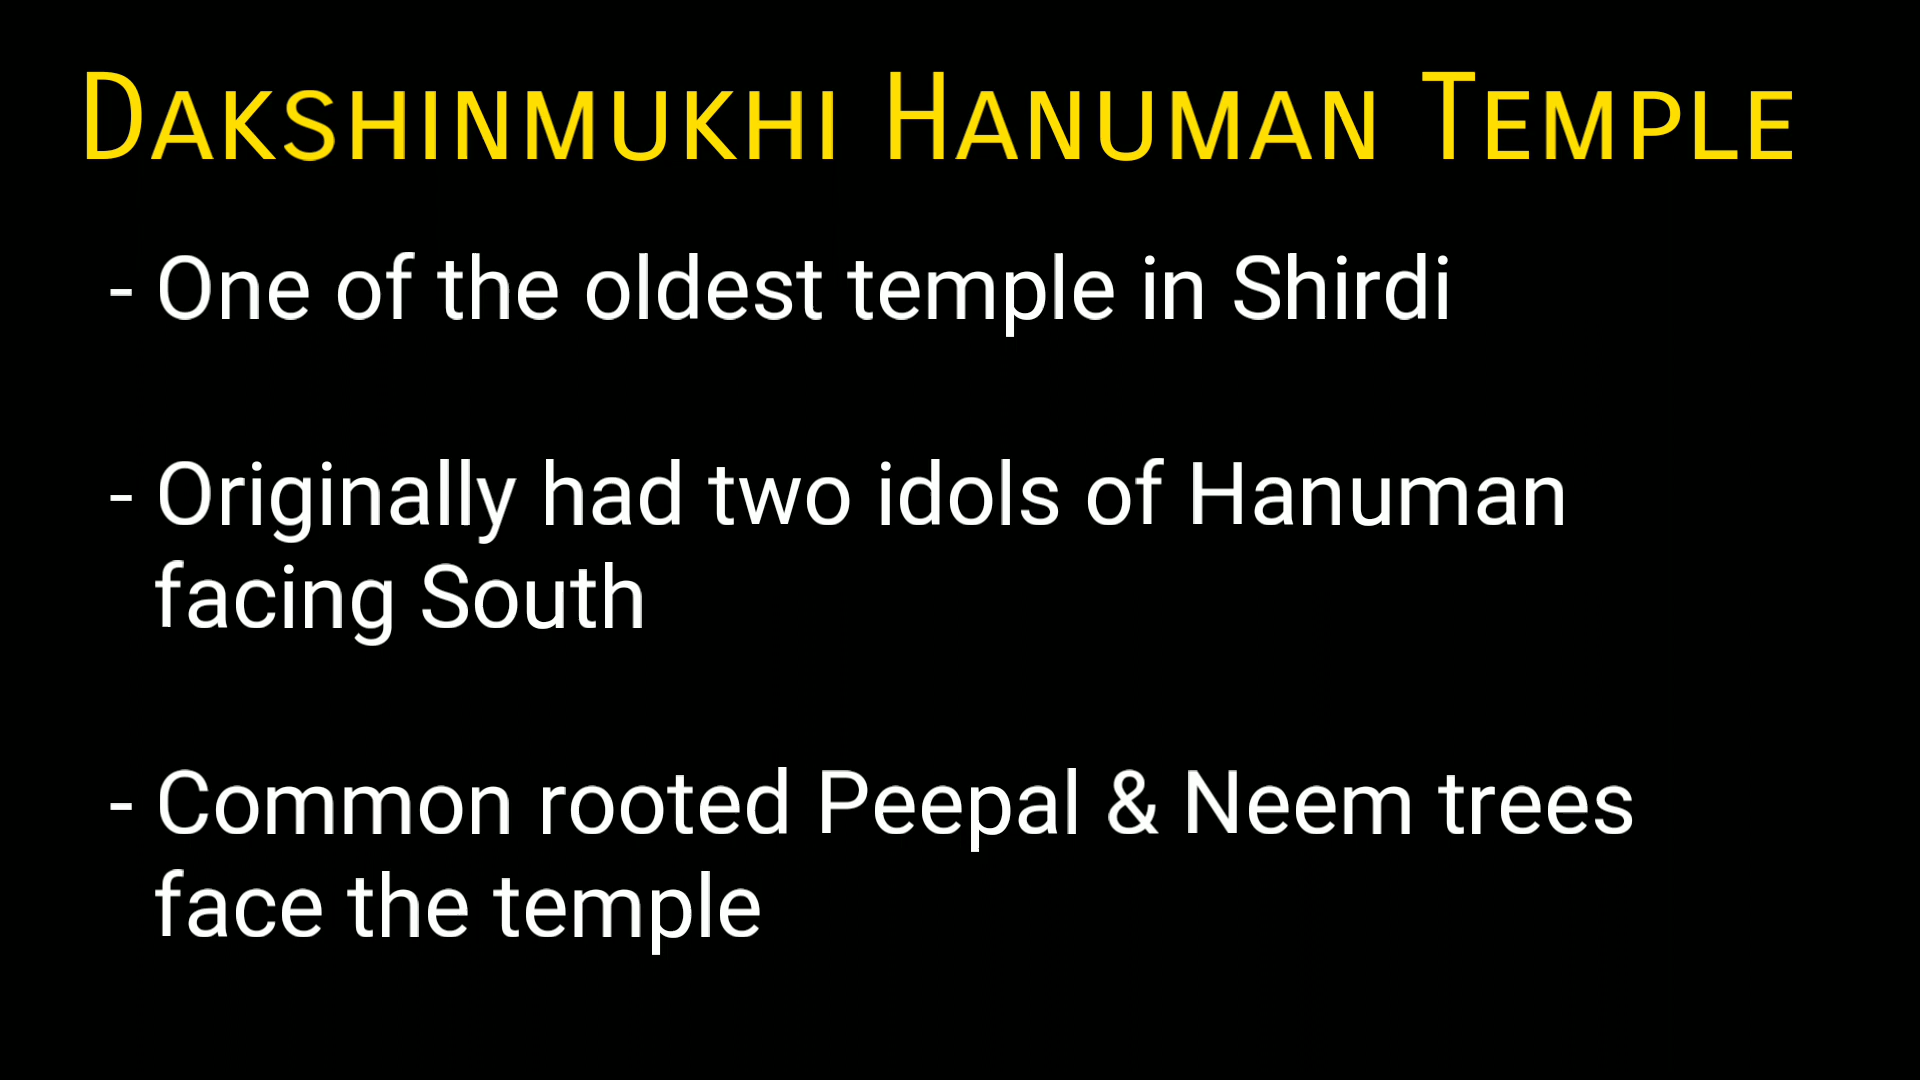 Dakshinmukhi Hanuman Temple
- One of the oldest temple in Shirdi
- Originally had two idols of Hanuman
facing South
- Common rooted Peepal & Neem trees
face the temple